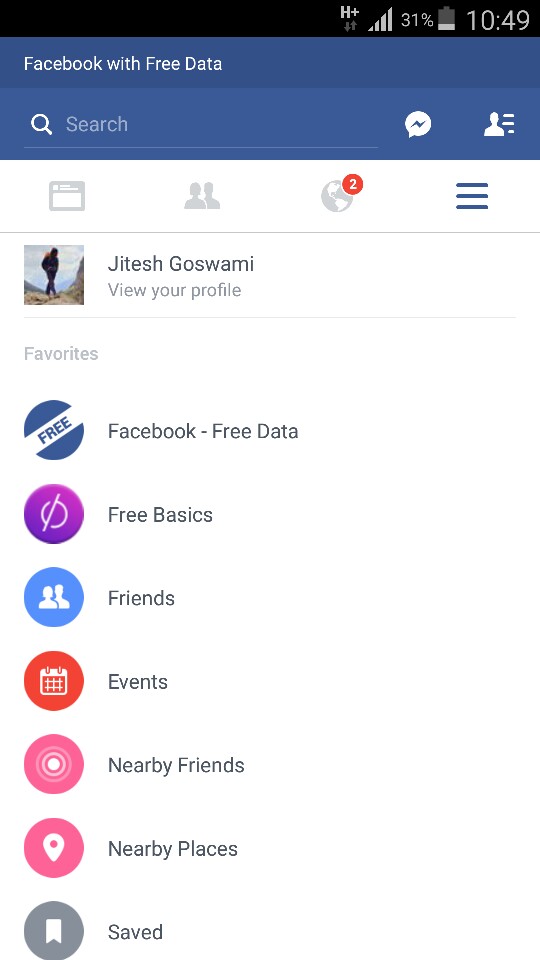 H+ 31% 10:49
Facebook with Free Data
Search
2
Jitesh Goswami
View your profile
Favorites
FREE
Facebook - Free Data
Free Basics
Friends
Events
Nearby Friends
Nearby Places
Saved